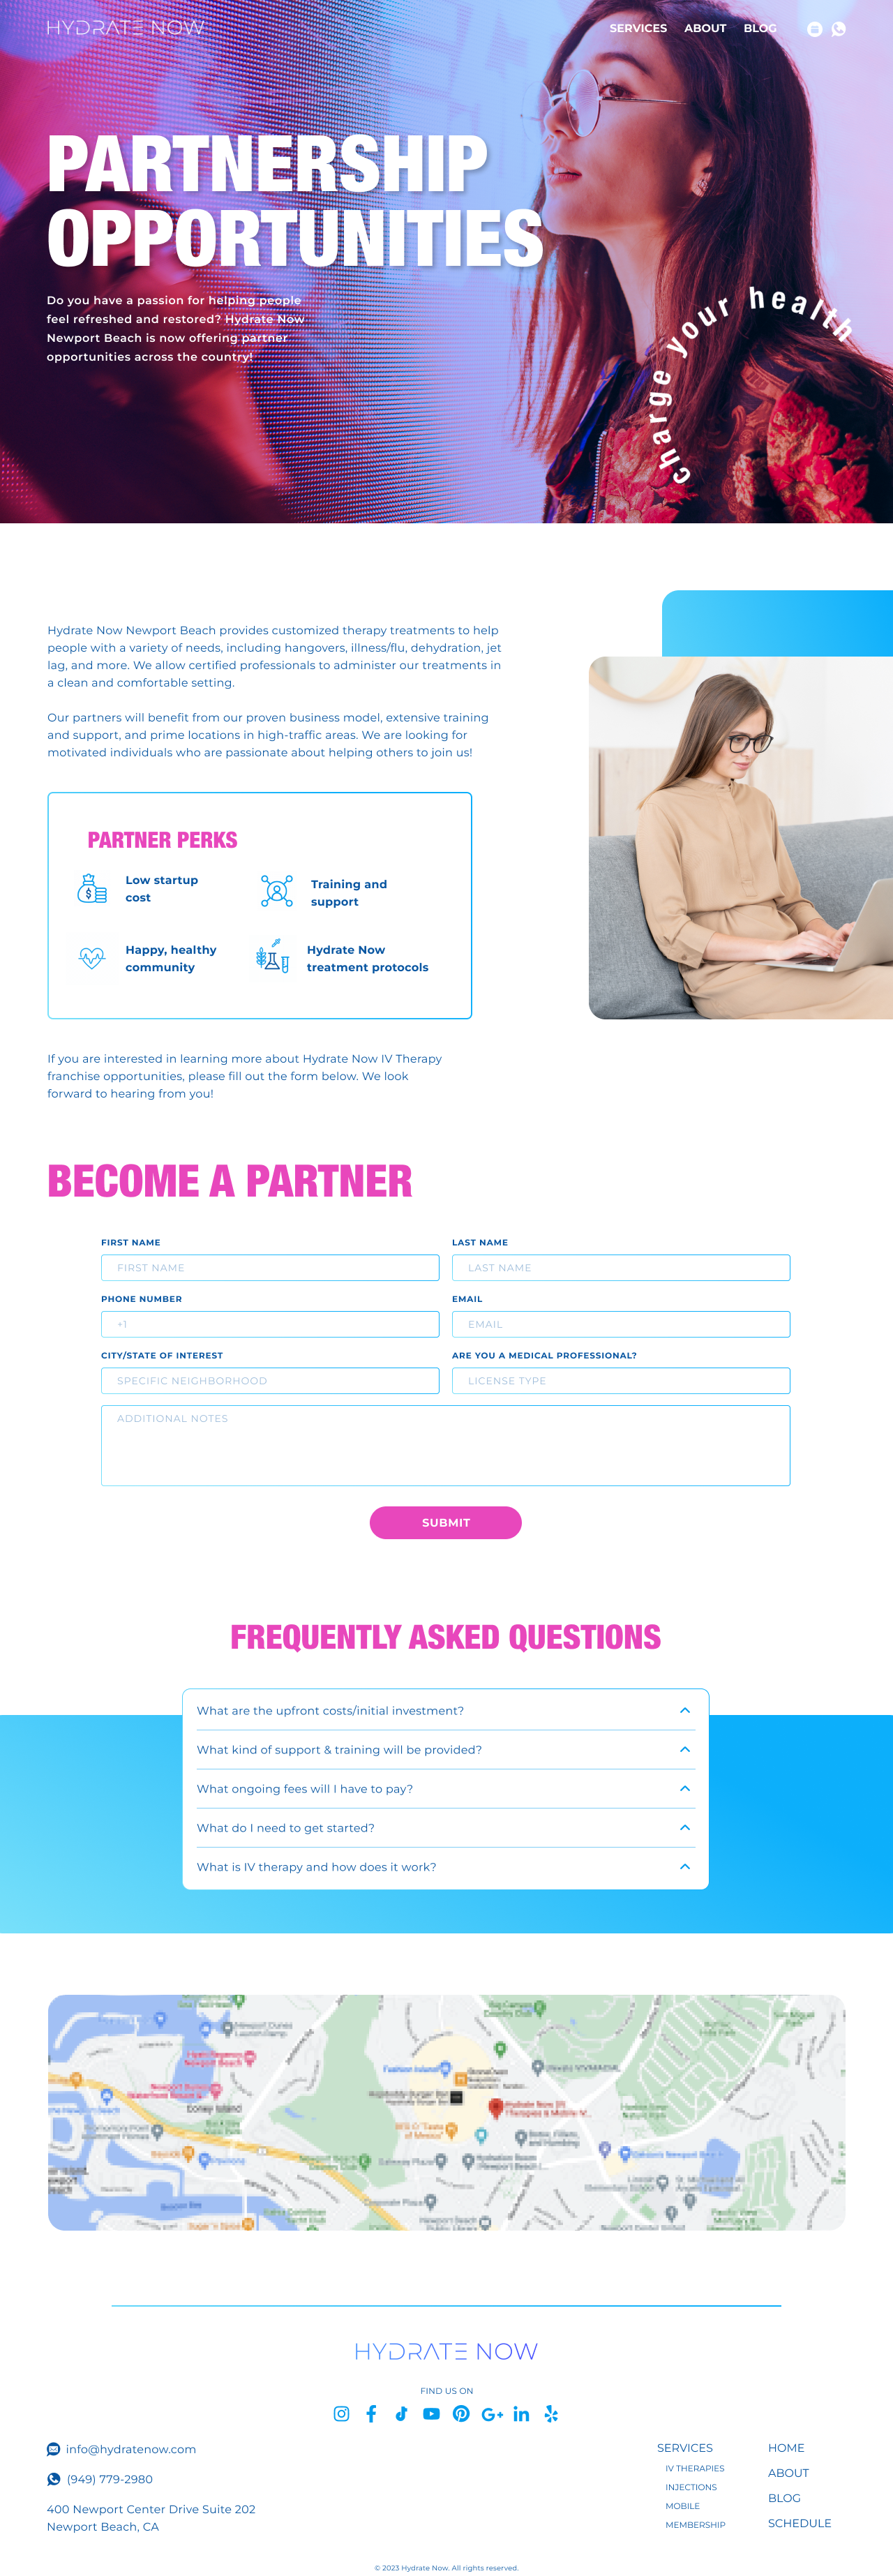 HYDRATE NOW
SERVICES ABOUT BLOG
PARTNERSHIP
OPPORTUNITIES
Do you have a passion for helping people
feel refreshed and restored? Hydrate Now
Newport Beach is now offering partner
opportunities across the country!
charge your health
Hydrate Now Newport Beach provides customized therapy treatments to help
people with a variety of needs, including hangovers, illness/flu, dehydration, jet
lag, and more. We allow certified professionals to administer our treatments in
a clean and comfortable setting.
Our partners will benefit from our proven business model, extensive training
and support, and prime locations in high-traffic areas. We are looking for
motivated individuals who are passionate about helping others to join us!
PARTNER PERKS
Low startup
cost
Training and
support
Happy, healthy
community
Hydrate Now
treatment protocols
If you are interested in learning more about Hydrate Now IV Therapy
franchise opportunities, please fill out the form below. We look
forward to hearing from you!
BECOME A PARTNER
FIRST NAME
FIRST NAME
LAST NAME
LAST NAME
PHONE NUMBER
+1
EMAIL
EMAIL
CITY/STATE OF INTEREST
SPECIFIC NEIGHBORHOOD
ARE YOU A MEDICAL PROFESSIONAL?
LICENSE TYPE
ADDITIONAL NOTES
SUBMIT
FREQUENTLY ASKED QUESTIONS
What are the upfront costs/initial investment?
What kind of support & training will be provided?
What ongoing fees will I have to pay?
What do I need to get started?
What is IV therapy and how does it work?
Fashion Island
Hydrate Now IV
HYDRATE NOW
FIND US ON
info@hydratenow.com
(949) 779-2980
400 Newport Center Drive Suite 202
Newport Beach, CA
SERVICES
IV THERAPIES
INJECTIONS
MOBILE
MEMBERSHIP
HOME
ABOUT
BLOG
SCHEDULE
© 2023 Hydrate Now. All rights reserved.